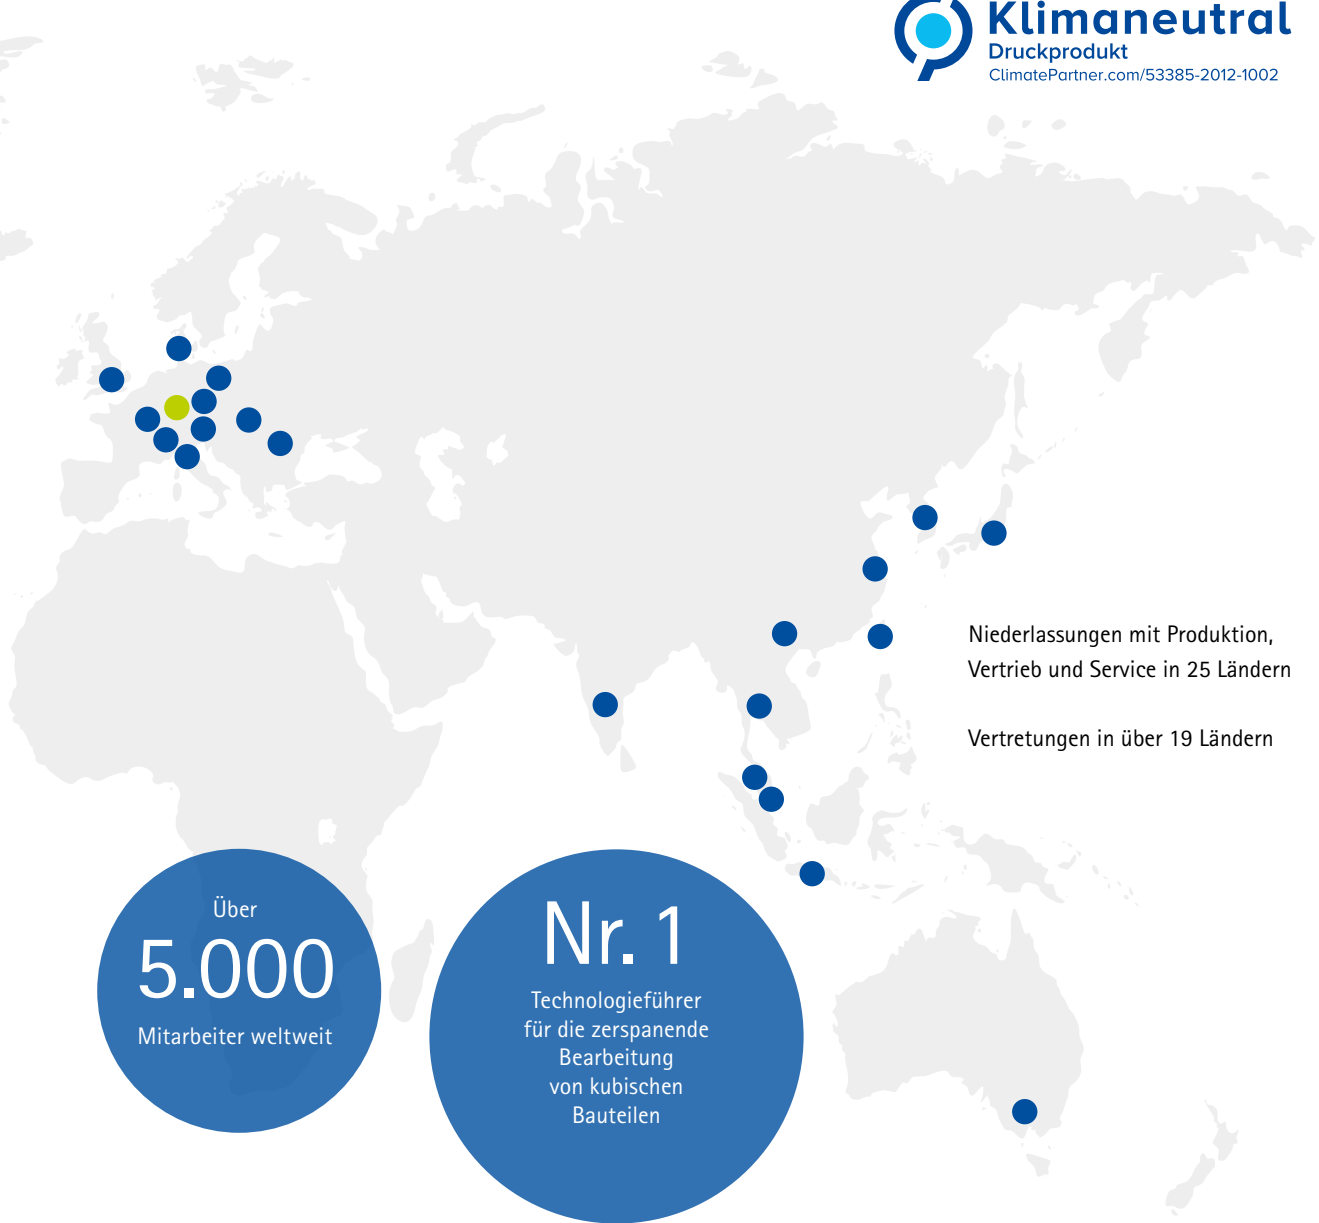 Klimaneutral
Druckprodukt
ClimatePartner.com/53385-2012-1002
Niederlassungen mit Produktion,
Vertrieb und Service in 25 Ländern
Vertretungen in über 19 Ländern
Über
5.000
Mitarbeiter weltweit
Nr. 1
Technologieführer
für die zerspanende
Bearbeitung
von kubischen
Bauteilen